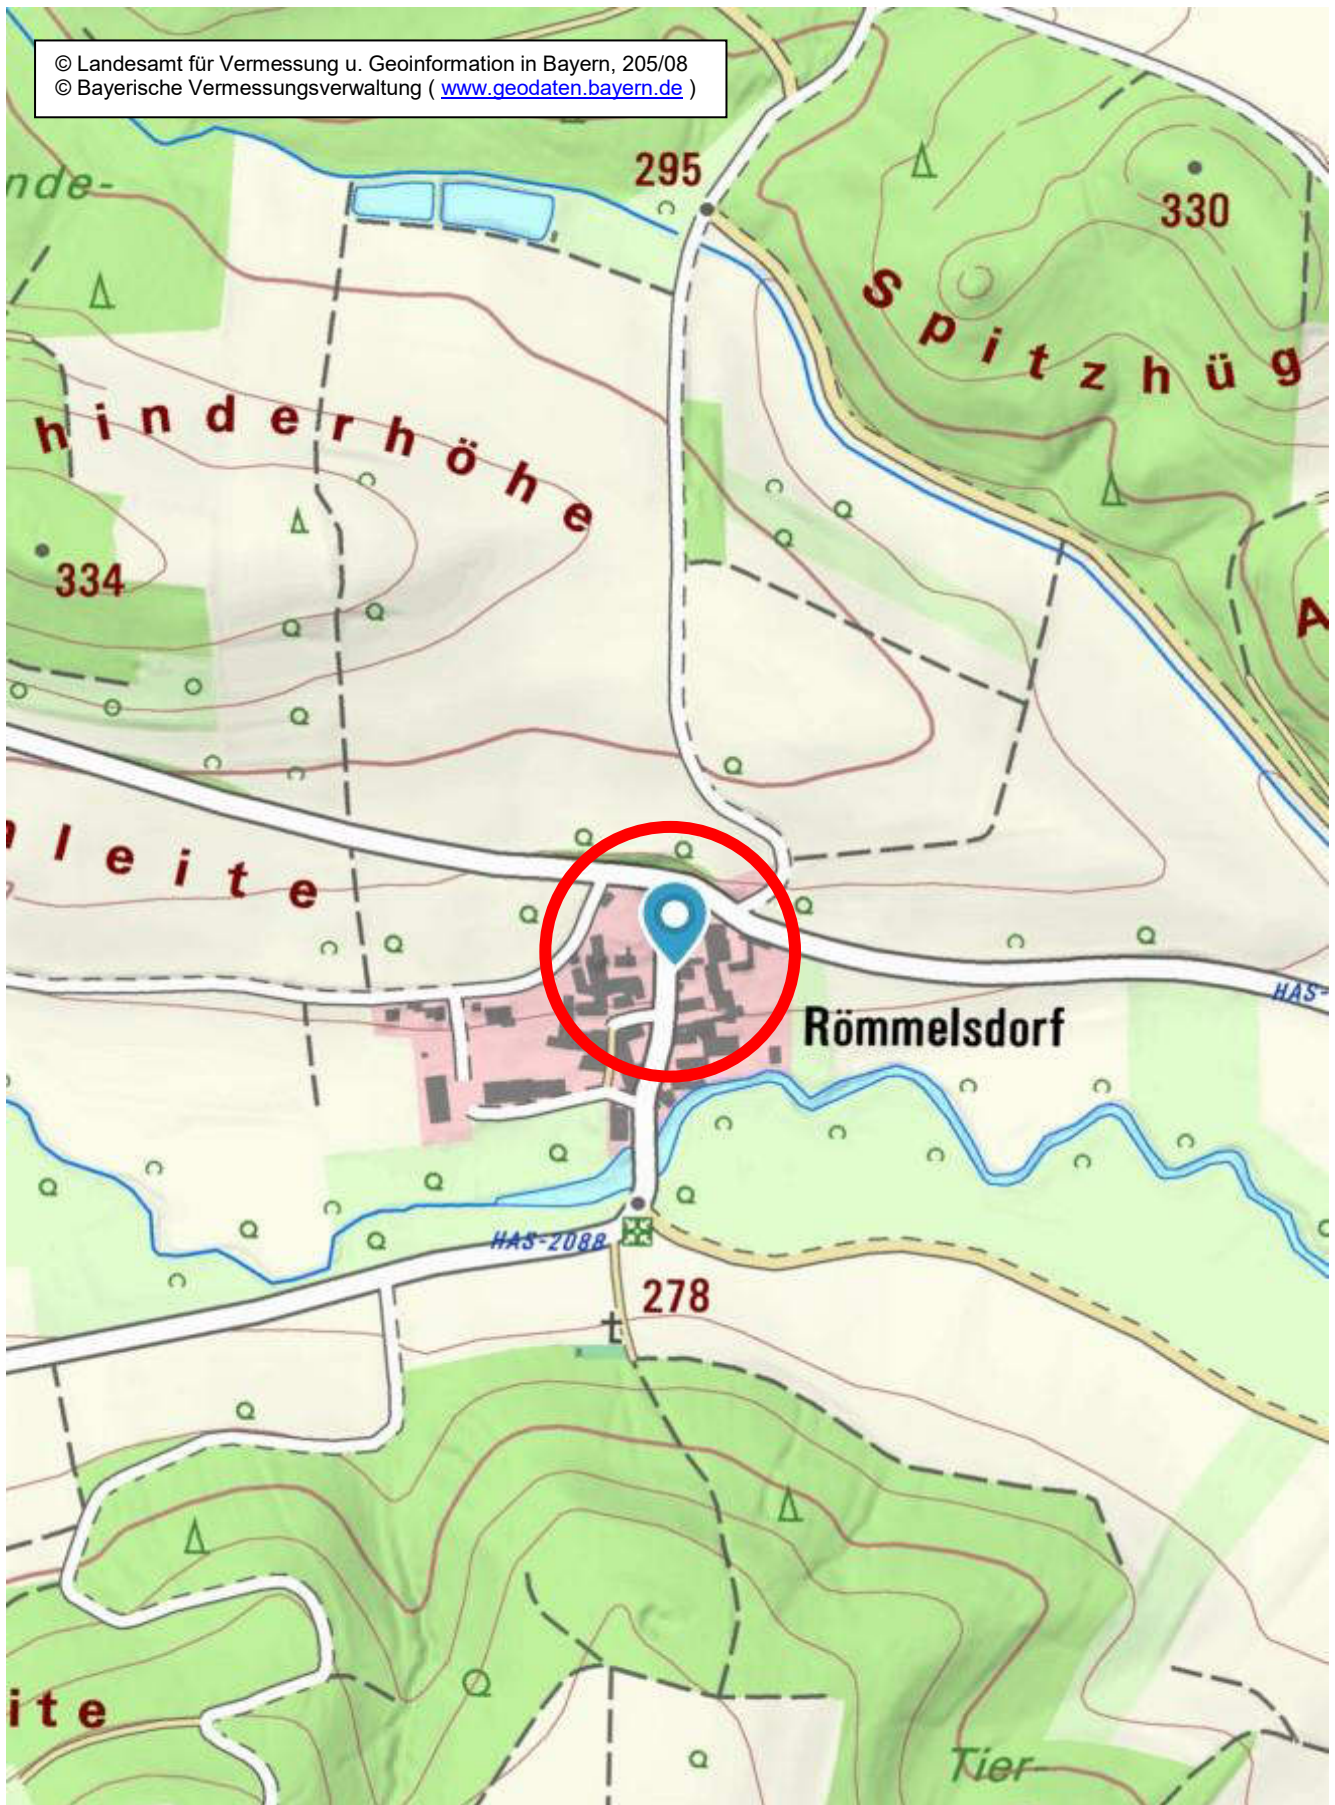 © Landesamt für Vermessung u. Geoinformation in Bayern, 205/08
© Bayerische Vermessungsverwaltung ( www.geodaten.bayern.de )
295
nde-
330
Spitzhüg
hinderhöhe
334
A
leite
HAS-
Römmelsdorf
HAS-2088
278
ite
Tier-